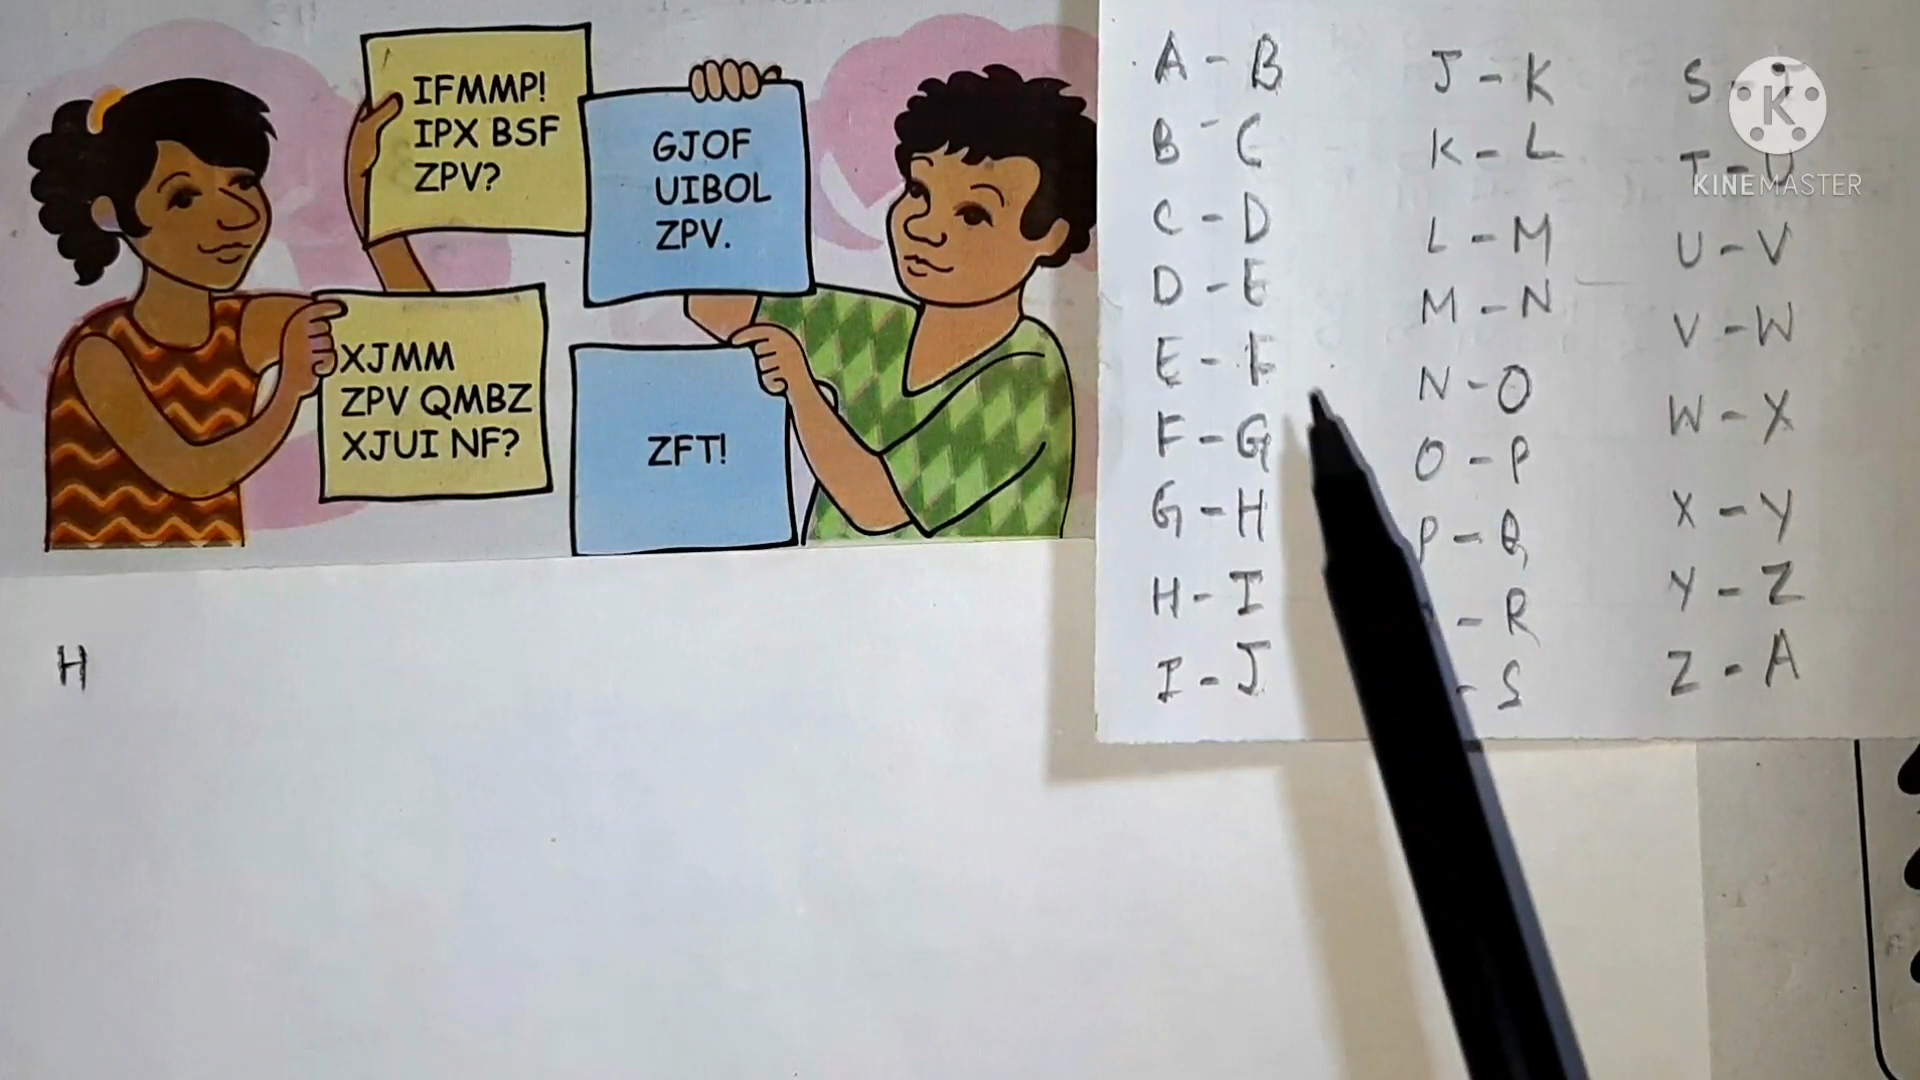 IFMMP!
IPX BSF
ZPV?
GJOF
UIBOL
ZPV.
XJMM
ZPV QMBZ
XJUI NF?
ZFT!
A - B
B - C
C - D
D - E
E - F
F - G
G - H
H - I
I - J
J - K
K - L
L - M
M - N
N - O
O - P
P - Q
- R
- S
S - T
T - U
U - V
V - W
W - X
X - Y
Y - Z
Z - A
K
KINEMASTER
H